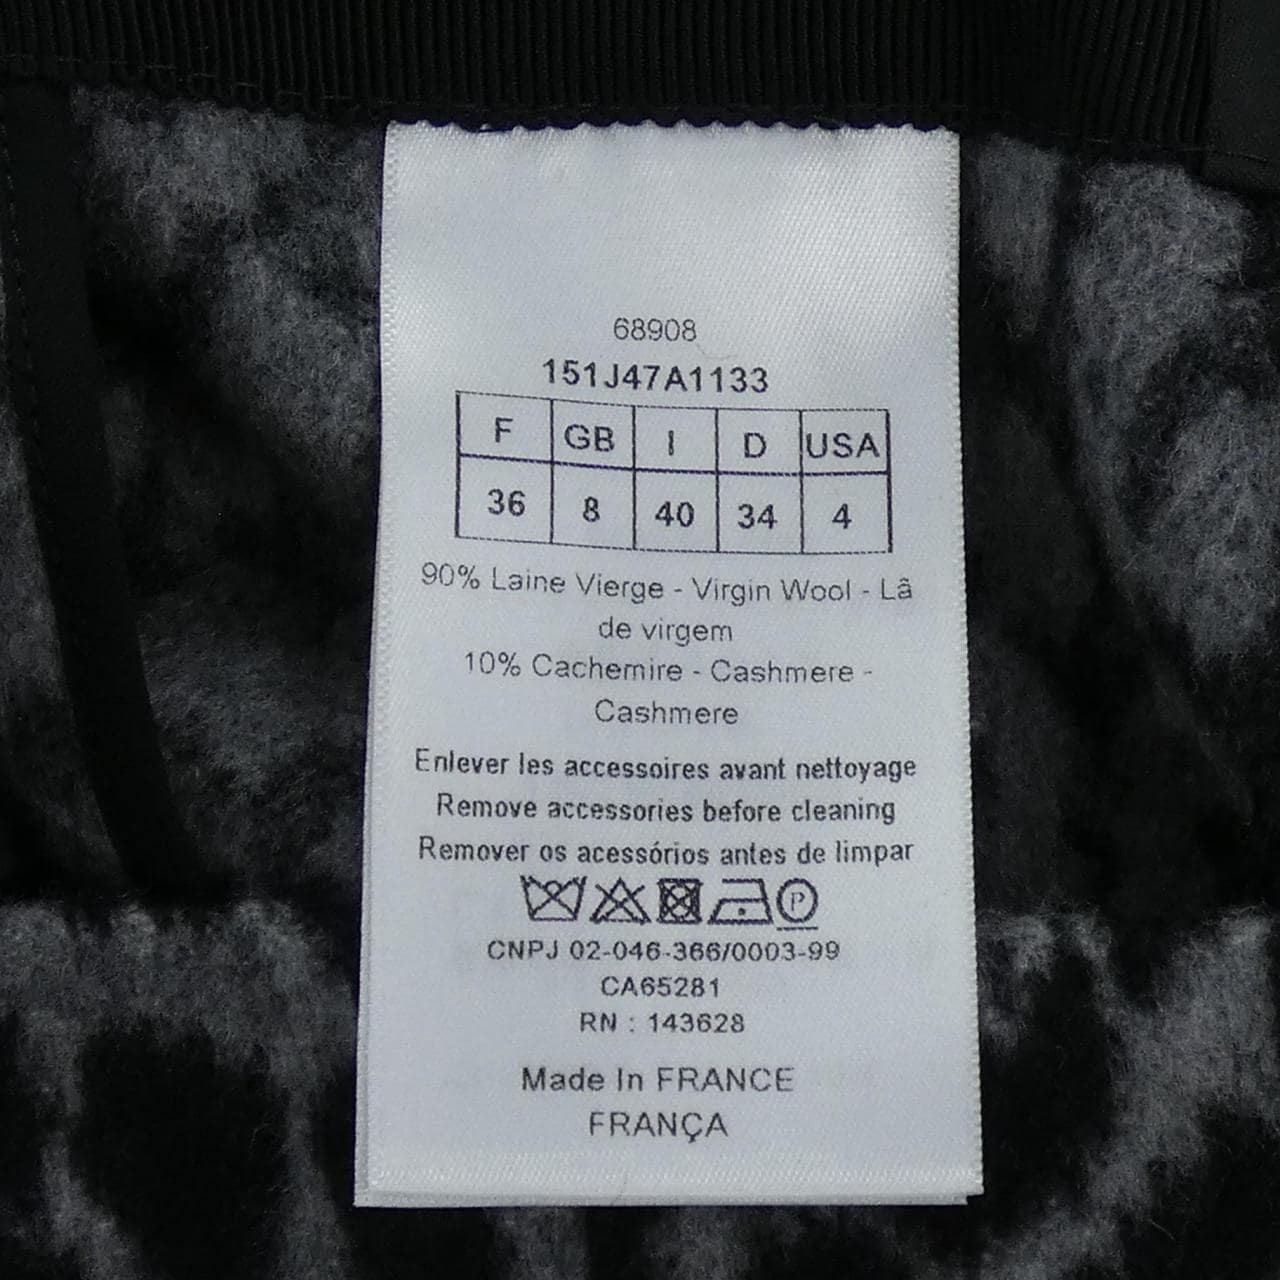 68908
151J47A1133
F GB I D USA
36 8 40 34 4
90% Laine Vierge - Virgin Wool - Lã
de virgem
10% Cachemire - Cashmere -
Cashmere
Enlever les accessoires avant nettoyage
Remove accessories before cleaning
Remover os acessórios antes de limpar
P
CNPJ 02-046-366/0003-99
CA65281
RN : 143628
Made In FRANCE
FRANÇA